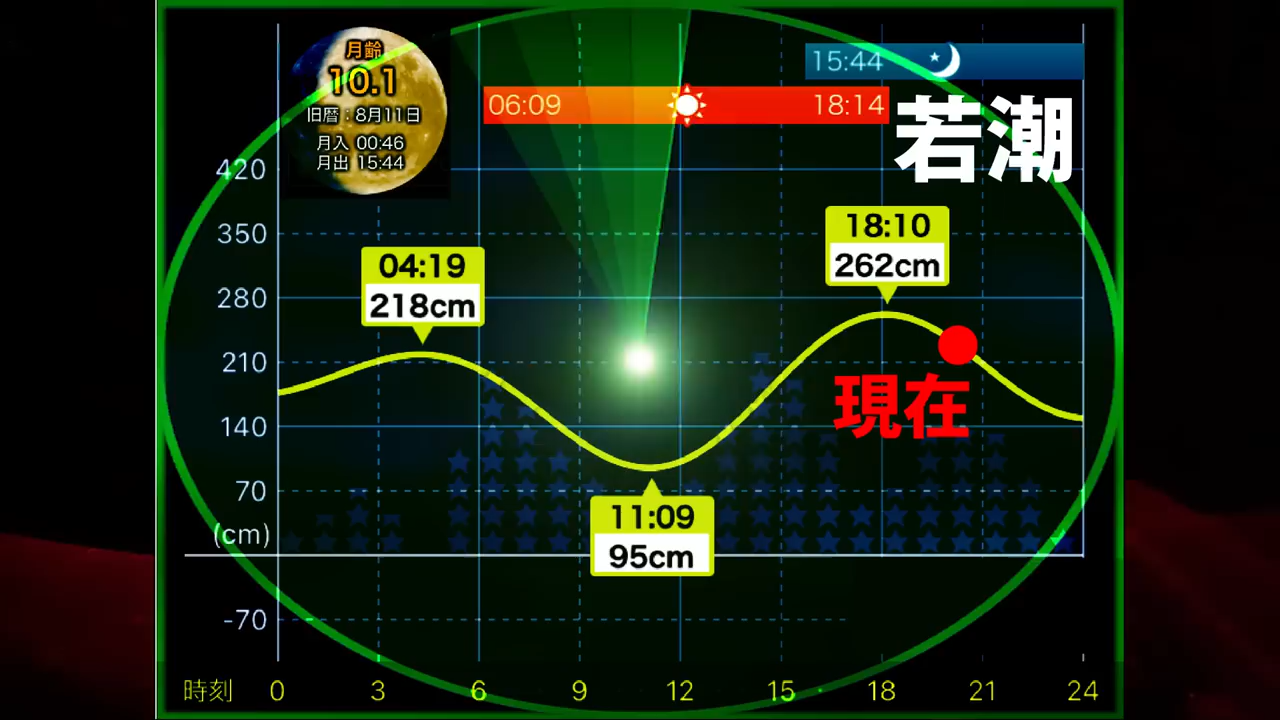 月齢
10.1
旧暦：8月11日
月入 00:46
月出 15:44
15:44
06:09
18:14
若潮
420
350
280
210
140
70
(cm)
-70
04:19
218cm
18:10
262cm
現在
11:09
95cm
時刻 0 3 6 9 12 15 18 21 24